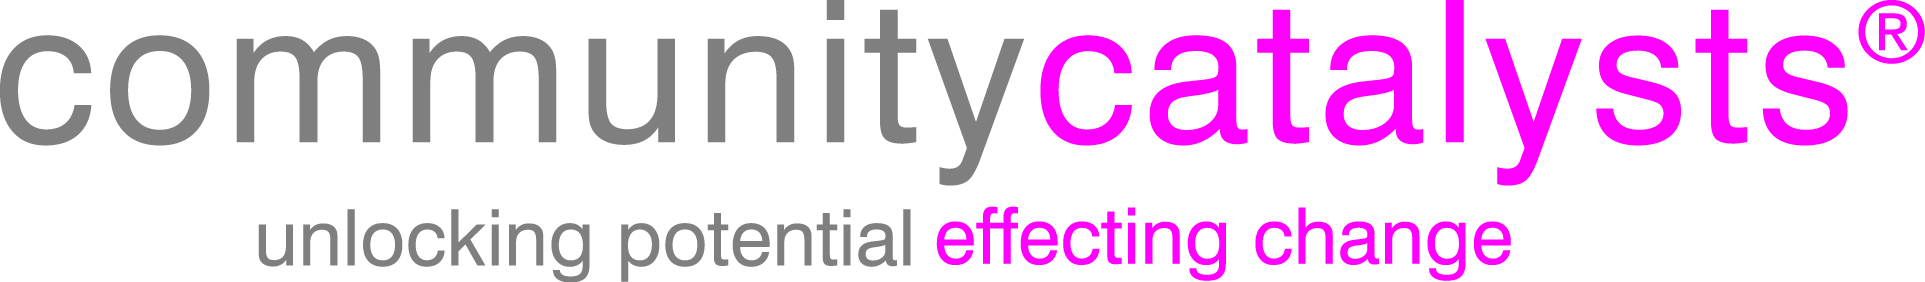 communitycatalysts®
unlocking potential effecting change